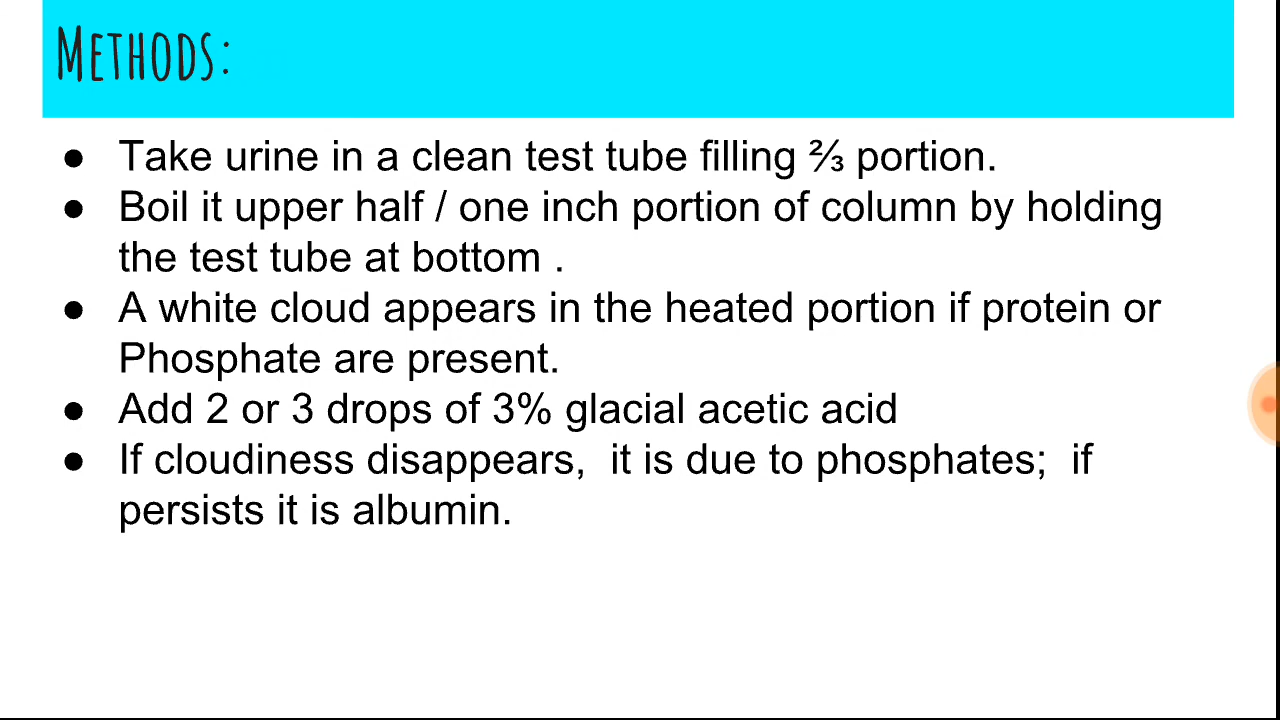 METHODS:
● Take urine in a clean test tube filling ⅔ portion.
● Boil it upper half / one inch portion of column by holding
the test tube at bottom .
● A white cloud appears in the heated portion if protein or
Phosphate are present.
● Add 2 or 3 drops of 3% glacial acetic acid
● If cloudiness disappears,  it is due to phosphates;  if
persists it is albumin.